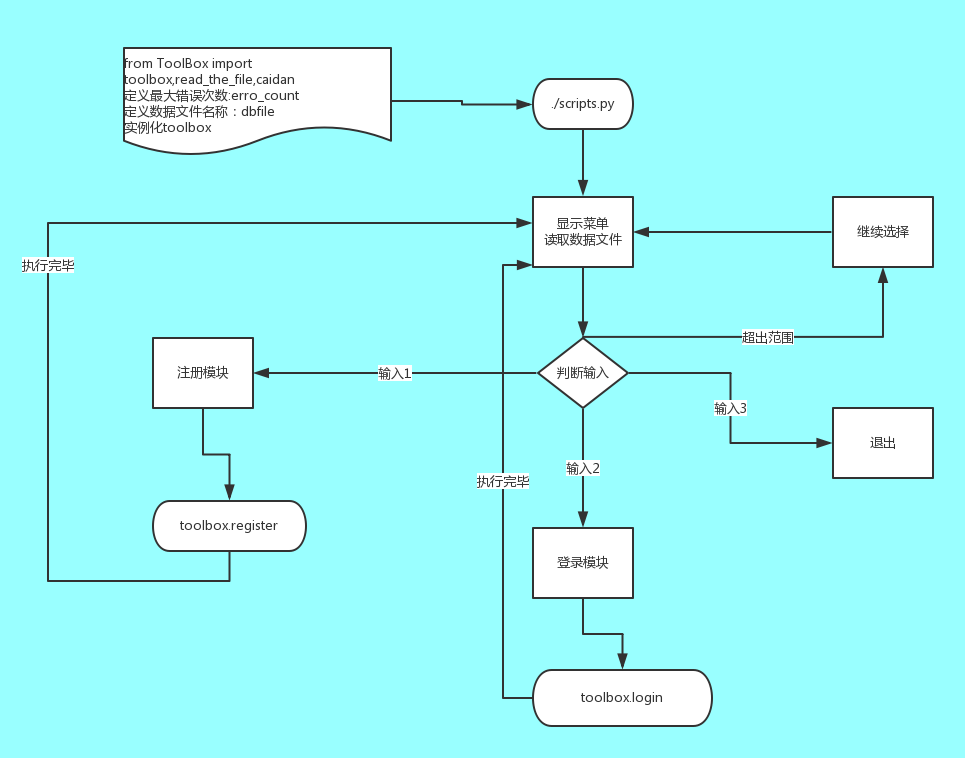 from ToolBox import
toolbox,read_the_file,caidan
定义最大错误次数:erro_count
定义数据文件名称：dbfile
实例化toolbox
./scripts.py
显示菜单
读取数据文件
继续选择
执行完毕
超出范围
注册模块
输入1
判断输入
输入3
退出
输入2
执行完毕
toolbox.register
登录模块
toolbox.login